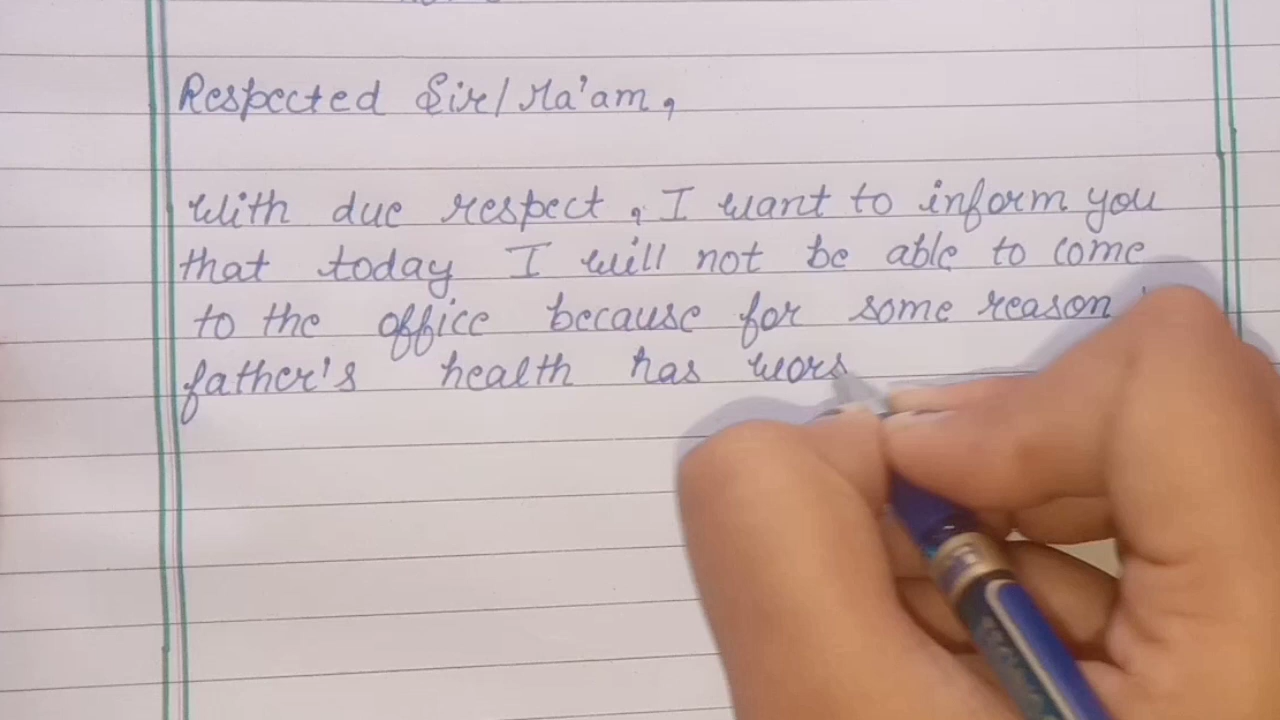 Respected Sir/Ma'am,
With due respect, I want to inform you
that today I will not be able to come
to the office because for some reason
father's health has wors